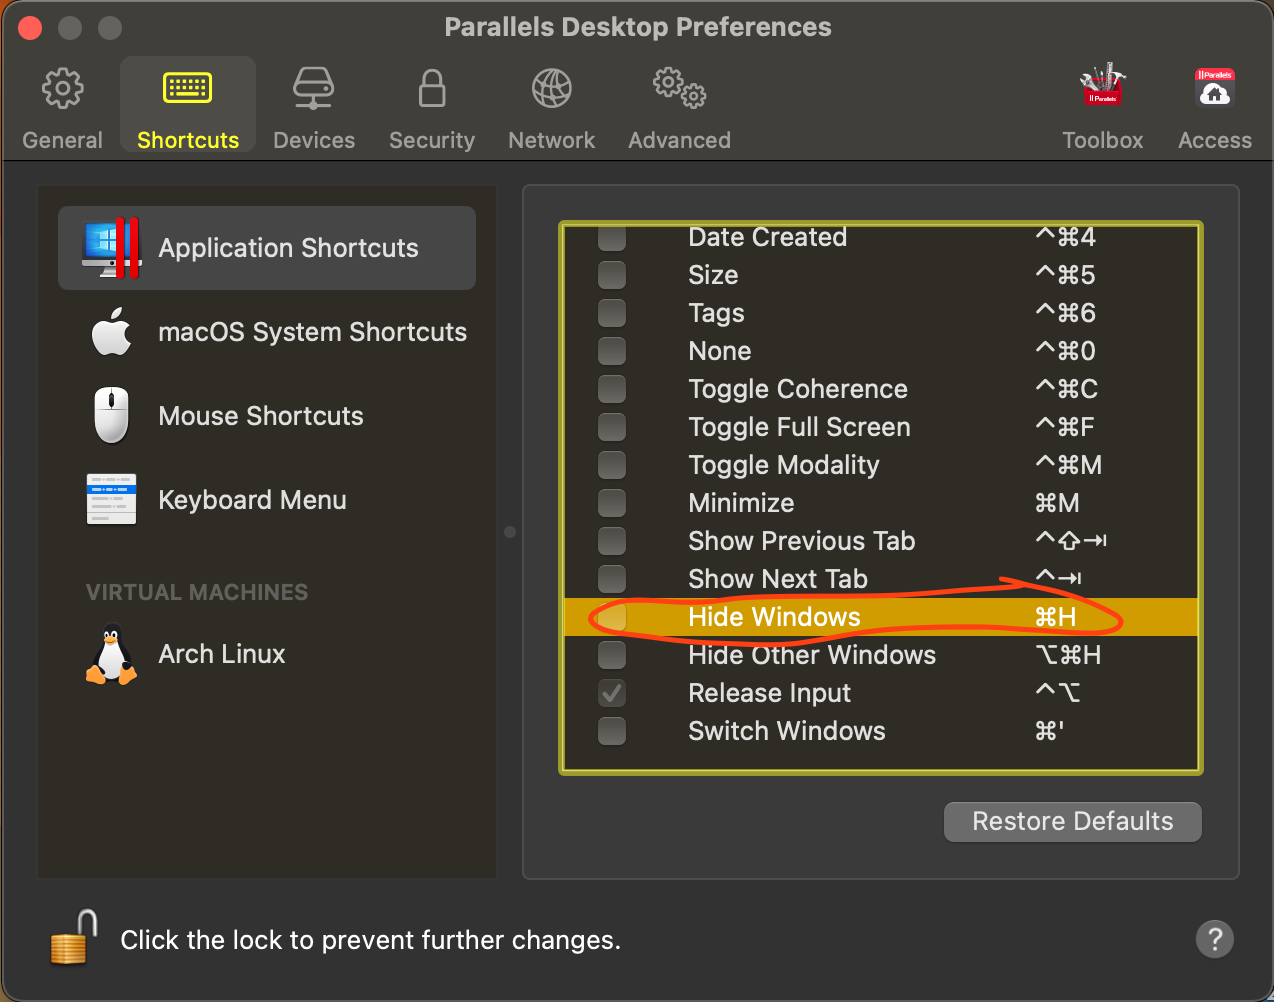 Parallels Desktop Preferences
General
Shortcuts
Devices
Security
Network
Advanced
Parallels
Toolbox
Parallels
Access
Application Shortcuts
macOS System Shortcuts
Mouse Shortcuts
Keyboard Menu
VIRTUAL MACHINES
Arch Linux
Date Created ^⌘4
Size ^⌘5
Tags ^⌘6
None ^⌘0
Toggle Coherence ^⌘C
Toggle Full Screen ^⌘F
Toggle Modality ^⌘M
Minimize ⌘M
Show Previous Tab ^⇧⇥
Show Next Tab ^⇥
Hide Windows ⌘H
Hide Other Windows ⌥⌘H
Release Input ^⌥
Switch Windows ⌘'
Restore Defaults
Click the lock to prevent further changes.
?